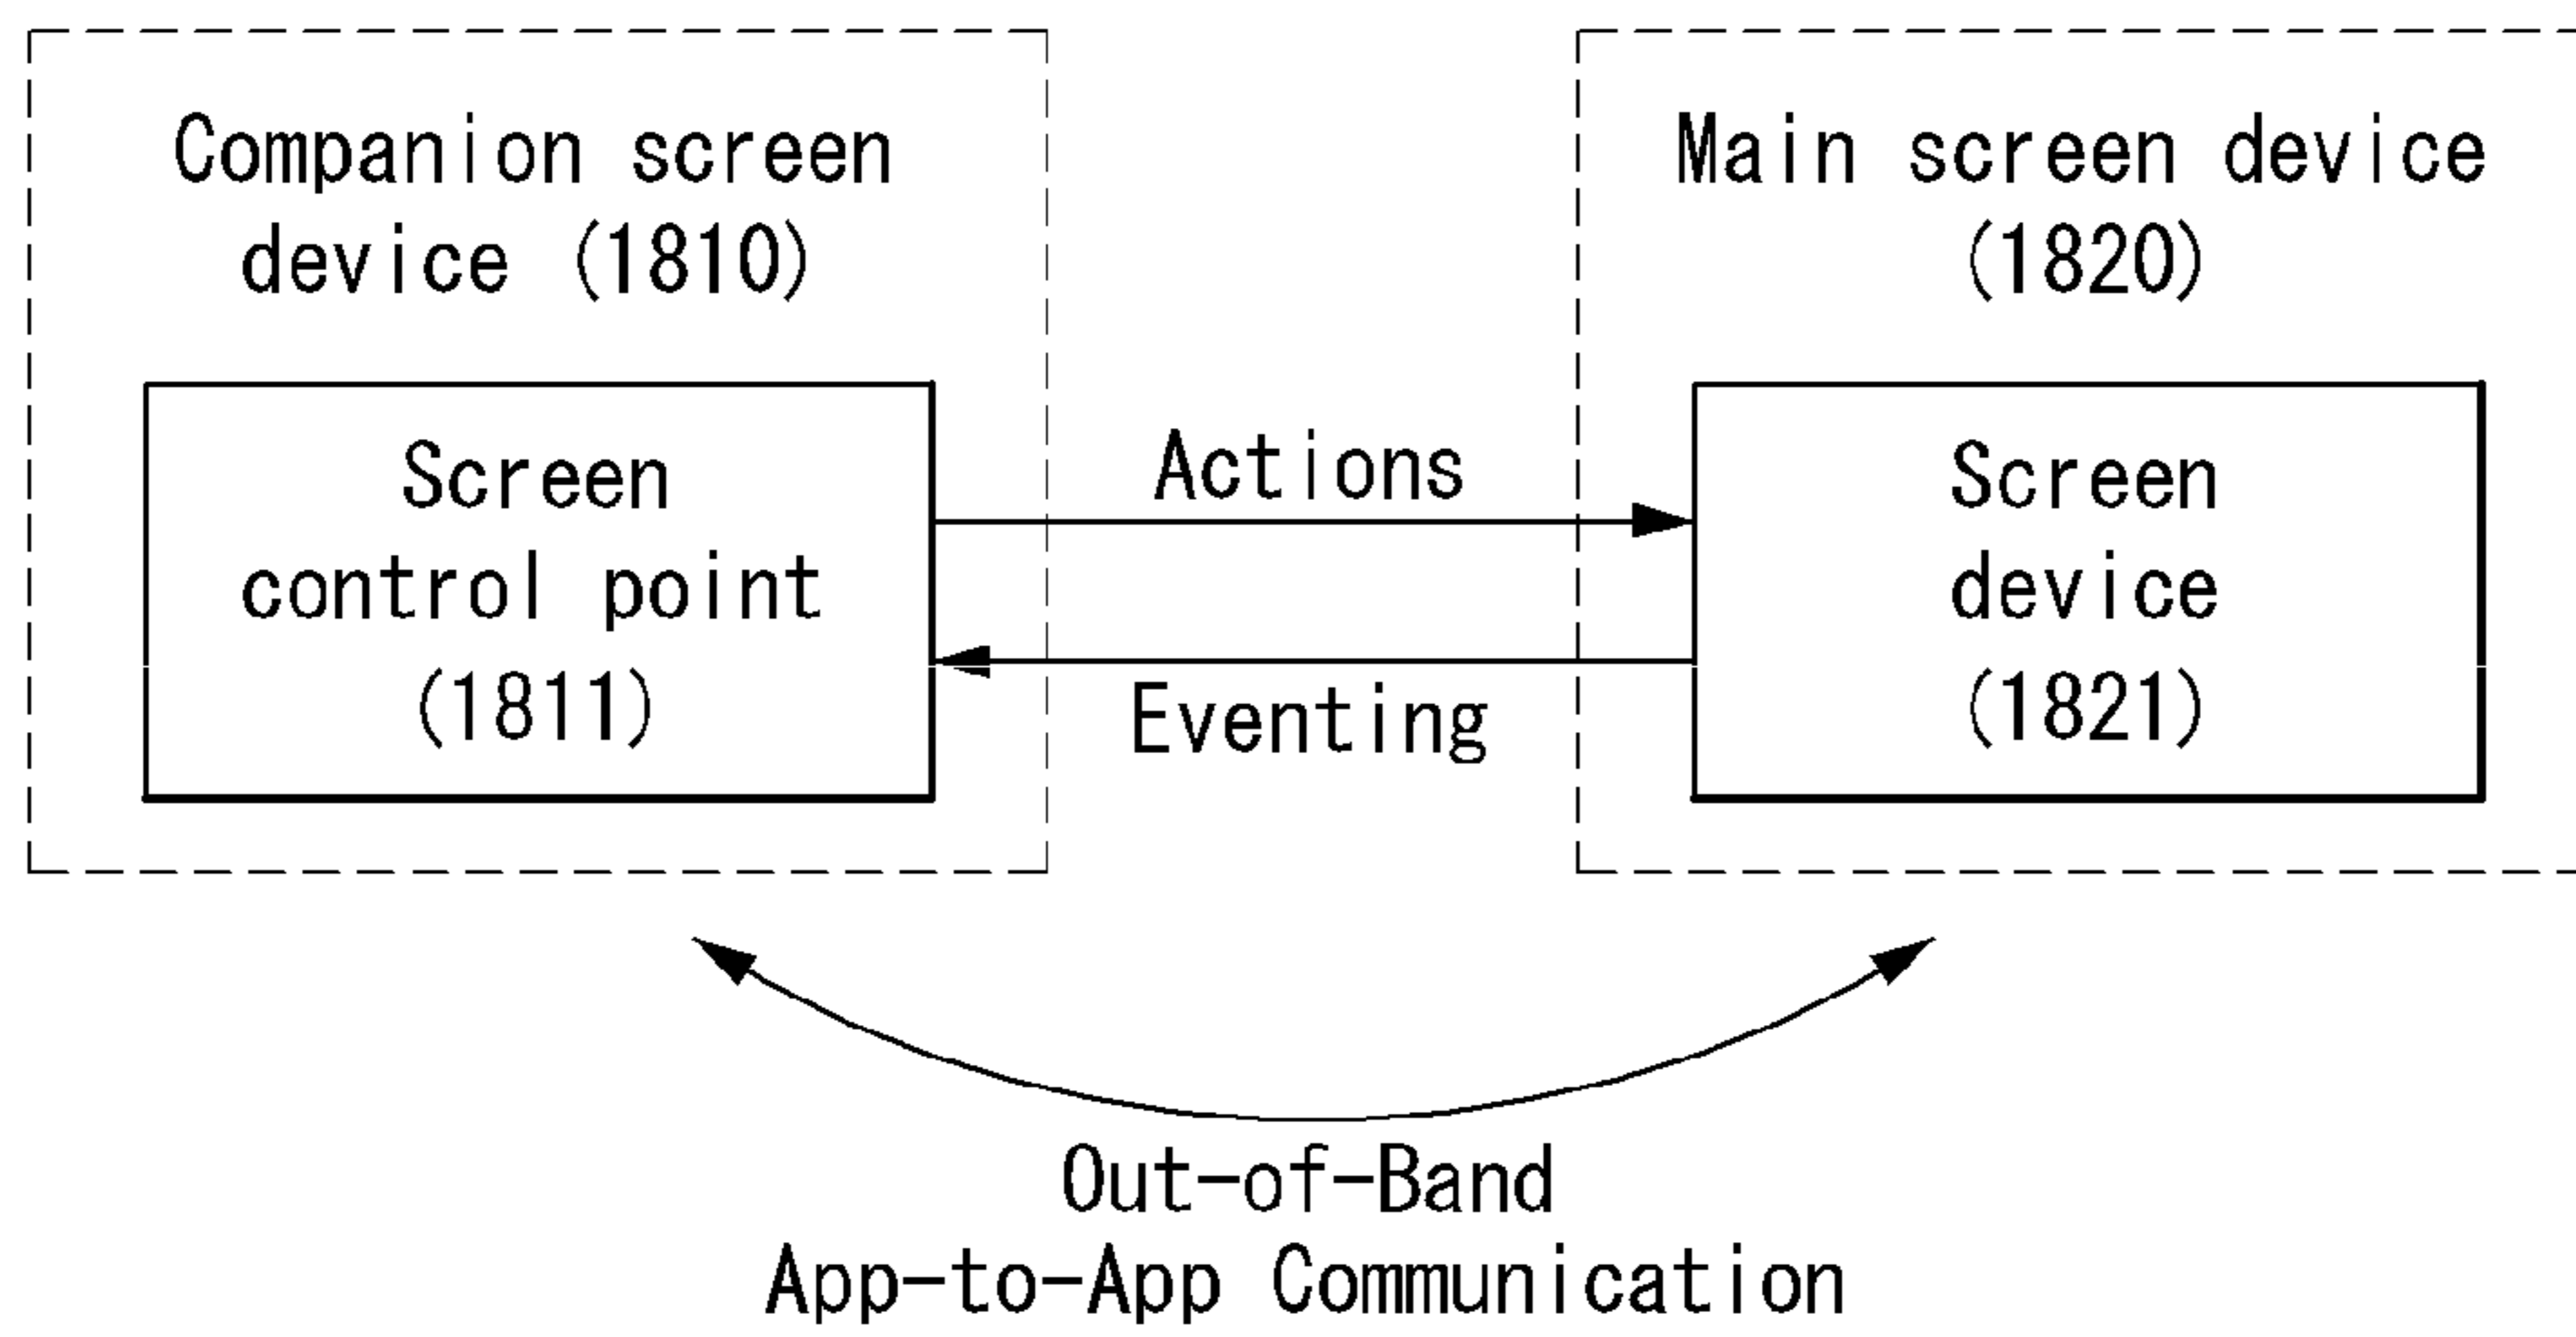 Companion screen
device (1810)
Main screen device
(1820)
Screen
control point
(1811)
Actions
Eventing
Screen
device
(1821)
Out-of-Band
App-to-App Communication